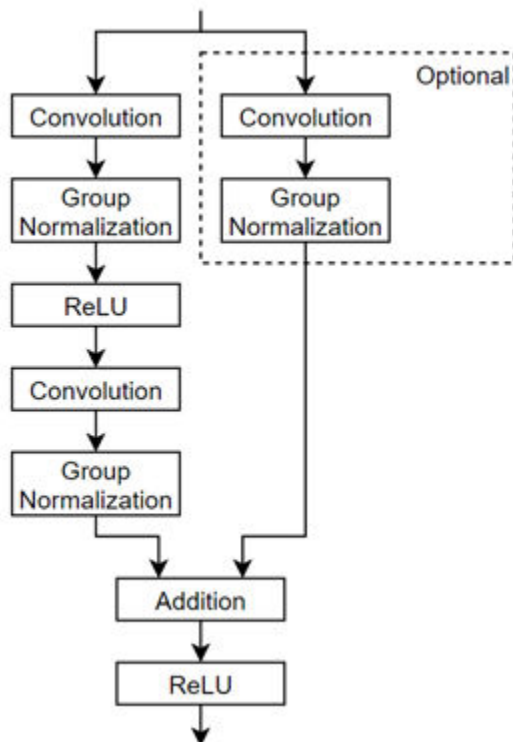 Optional
Convolution
Convolution
Group
Normalization
Group
Normalization
ReLU
Convolution
Group
Normalization
Addition
ReLU